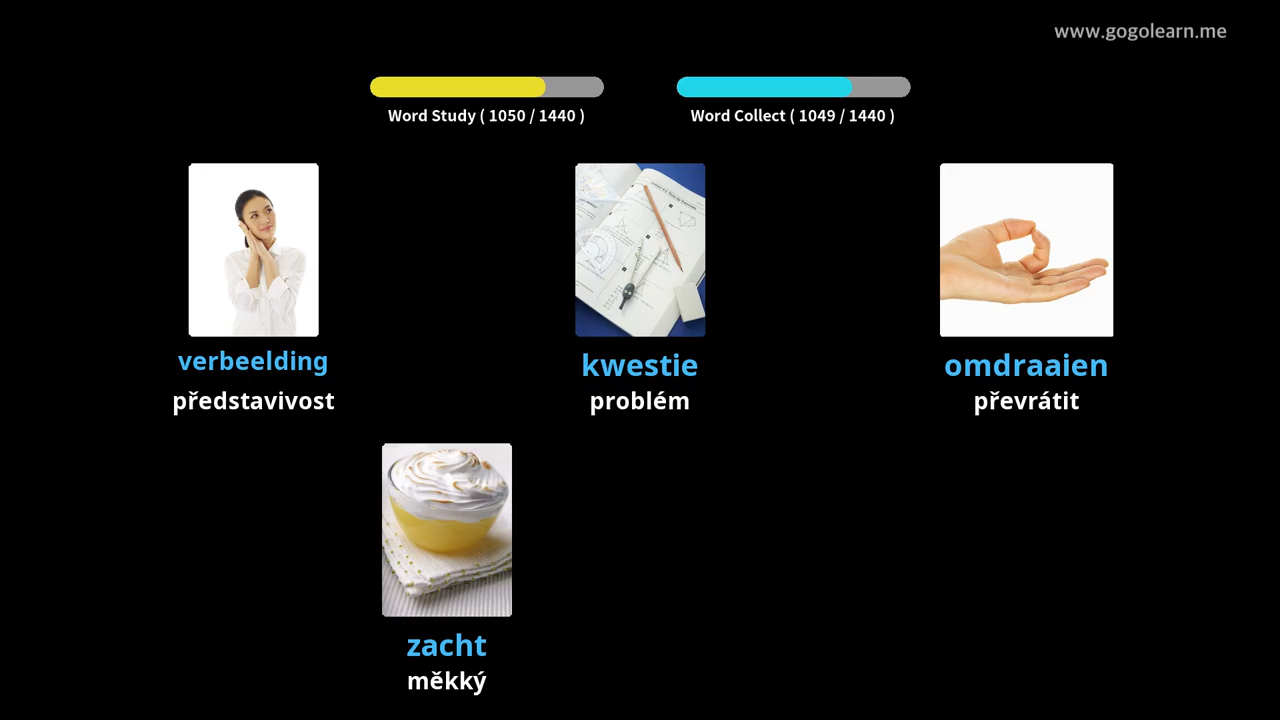 www.gogolearn.me
Word Study ( 1050 / 1440 )
Word Collect ( 1049 / 1440 )
verbeelding
představivost
kwestie
problém
omdraaien
převrátit
zacht
měkký